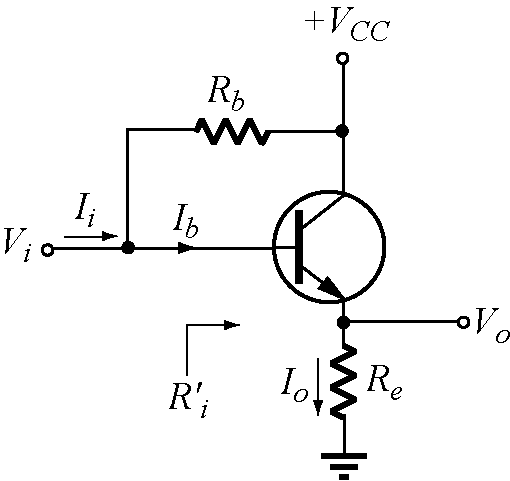 +V_CC
R_b
I_i
I_b
V_i
V_o
R'_i
I_o
R_e